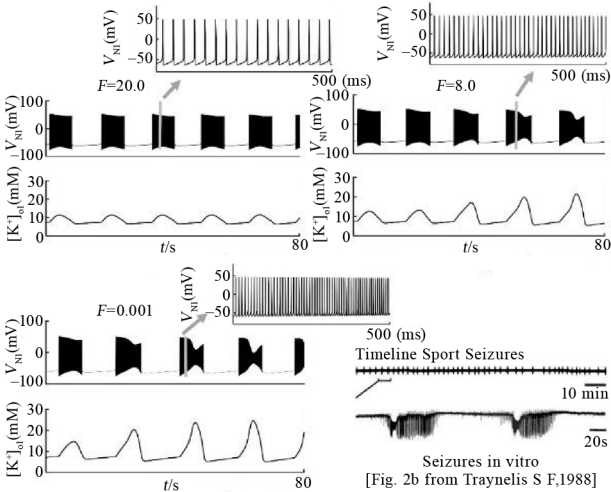 V_NI(mV)
50
0
−50
500 (ms)
F=20.0
V_NI(mV)
100
0
−100
[K⁺]_ol(mM)
30
20
10
0
t/s
80
V_NI(mV)
50
0
−50
500 (ms)
F=8.0
−V_NI(mV)
100
0
100
[K⁺]_ol(mM)
30
20
10
0
t/s
80
V_NI(mV)
50
0
−50
500 (ms)
F=0.001
−V_NI(mV)
100
0
100
[K⁺]_ol(mM)
30
20
10
0
t/s
80
Timeline Sport Seizures
10 min
20s
Seizures in vitro
[Fig. 2b from Traynelis S F,1988]